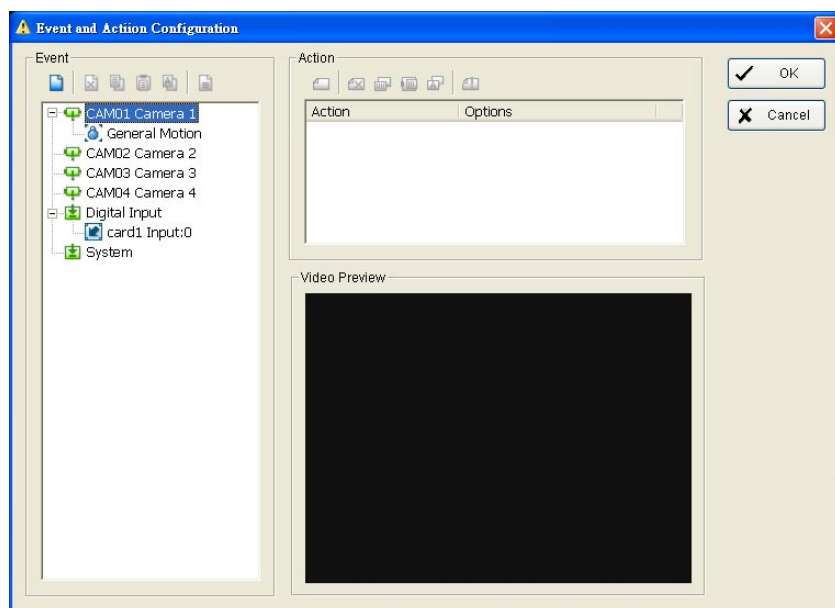 Event and Actiion Configuration
Event
CAM01 Camera 1
General Motion
CAM02 Camera 2
CAM03 Camera 3
CAM04 Camera 4
Digital Input
card1 Input:0
System
Action
Action Options
Video Preview
OK
Cancel